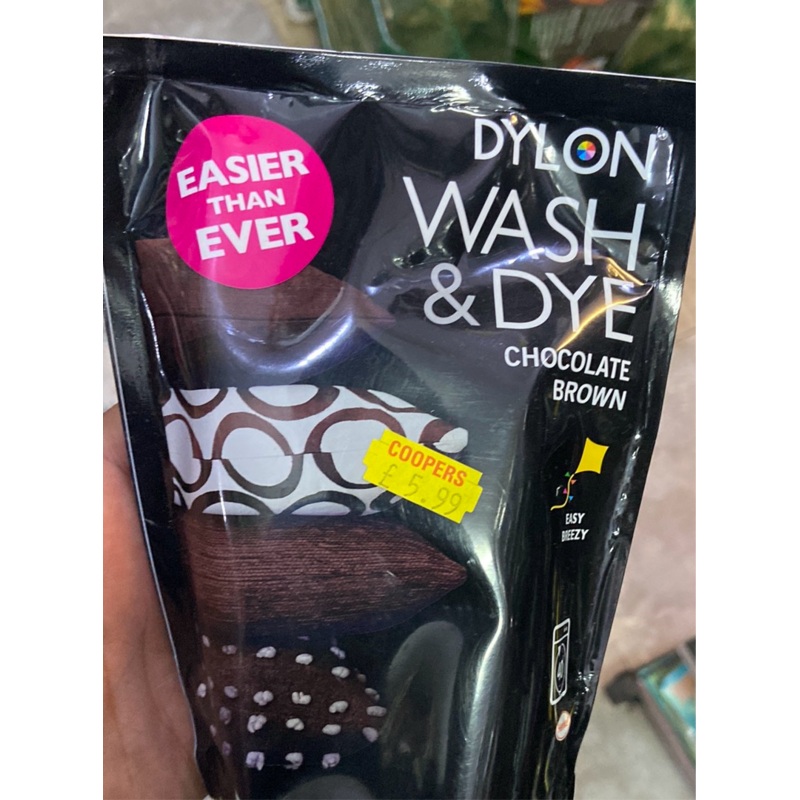 EASIER
THAN
EVER
DYLON
WASH
& DYE
CHOCOLATE
BROWN
COOPERS
£ 5.99
EASY
BREEZY